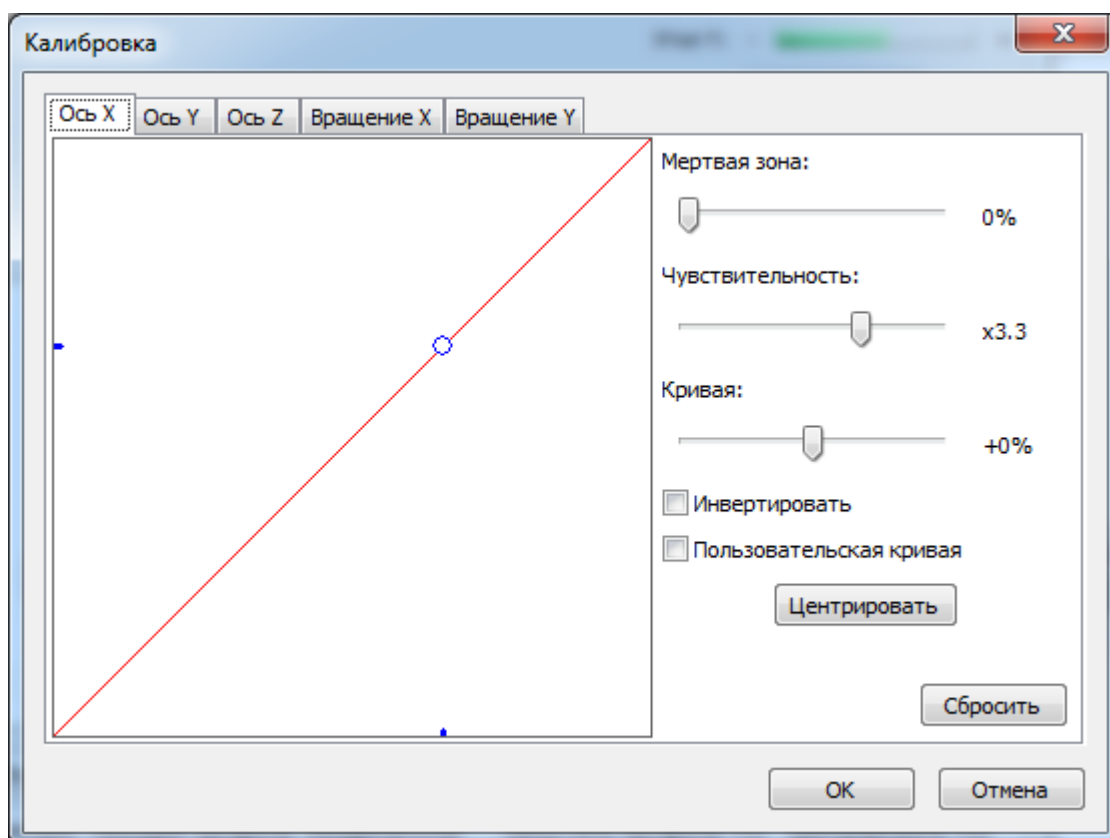 Калибровка
Ось X Ось Y Ось Z Вращение X Вращение Y
Мертвая зона:
0%
Чувствительность:
x3.3
Кривая:
+0%
Инвертировать
Пользовательская кривая
Центрировать
Сбросить
OK Отмена